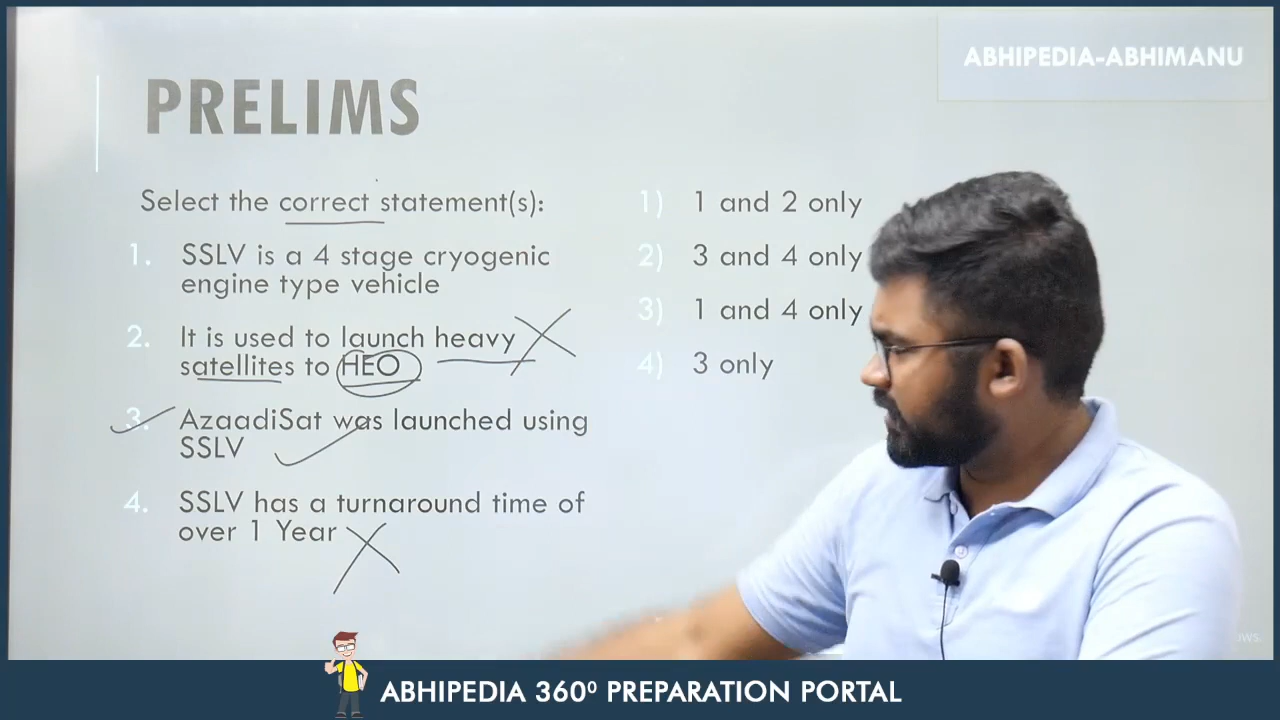 ABHIPEDIA-ABHIMANU
PRELIMS
Select the correct statement(s):
1. SSLV is a 4 stage cryogenic
engine type vehicle
2. It is used to launch heavy
satellites to HEO
3. AzaadiSat was launched using
SSLV
4. SSLV has a turnaround time of
over 1 Year
1) 1 and 2 only
2) 3 and 4 only
3) 1 and 4 only
4) 3 only
ABHIPEDIA 360⁰ PREPARATION PORTAL